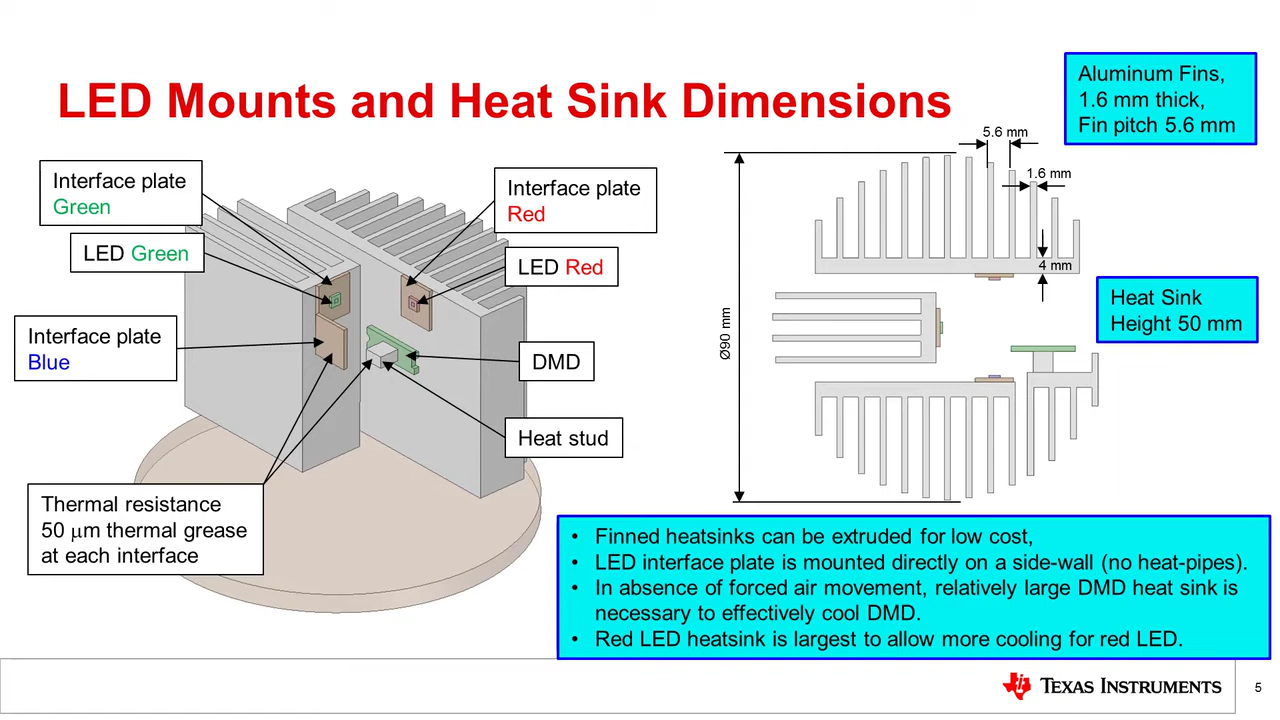 LED Mounts and Heat Sink Dimensions
Aluminum Fins,
1.6 mm thick,
Fin pitch 5.6 mm
Interface plate
Green
LED Green
Interface plate
Blue
Thermal resistance
50 μm thermal grease
at each interface
Interface plate
Red
LED Red
DMD
Heat stud
5.6 mm
1.6 mm
4 mm
Ø90 mm
Heat Sink
Height 50 mm
• Finned heatsinks can be extruded for low cost,
• LED interface plate is mounted directly on a side-wall (no heat-pipes).
• In absence of forced air movement, relatively large DMD heat sink is
necessary to effectively cool DMD.
• Red LED heatsink is largest to allow more cooling for red LED.
TEXAS INSTRUMENTS
5